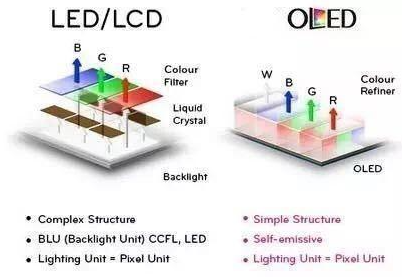 LED/LCD
B
G
R
Colour
Filter
Liquid
Crystal
Backlight
• Complex Structure
• BLU (Backlight Unit) CCFL, LED
• Lighting Unit = Pixel Unit
OLED
W
B
G
R
Colour
Refiner
OLED
• Simple Structure
• Self-emissive
• Lighting Unit = Pixel Unit